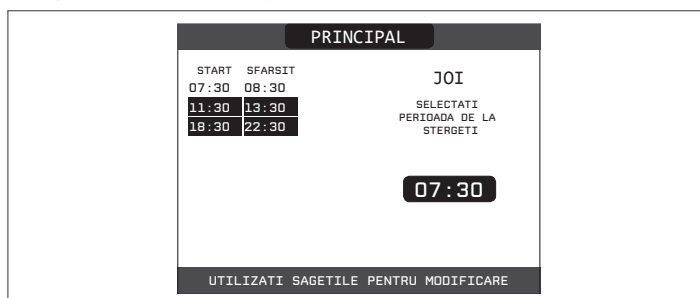 PRINCIPAL
START SFARSIT
07:30 08:30
11:30 13:30
18:30 22:30
JOI
SELECTATI
PERIOADA DE LA
STERGETI
07:30
UTILIZATI SAGETILE PENTRU MODIFICARE